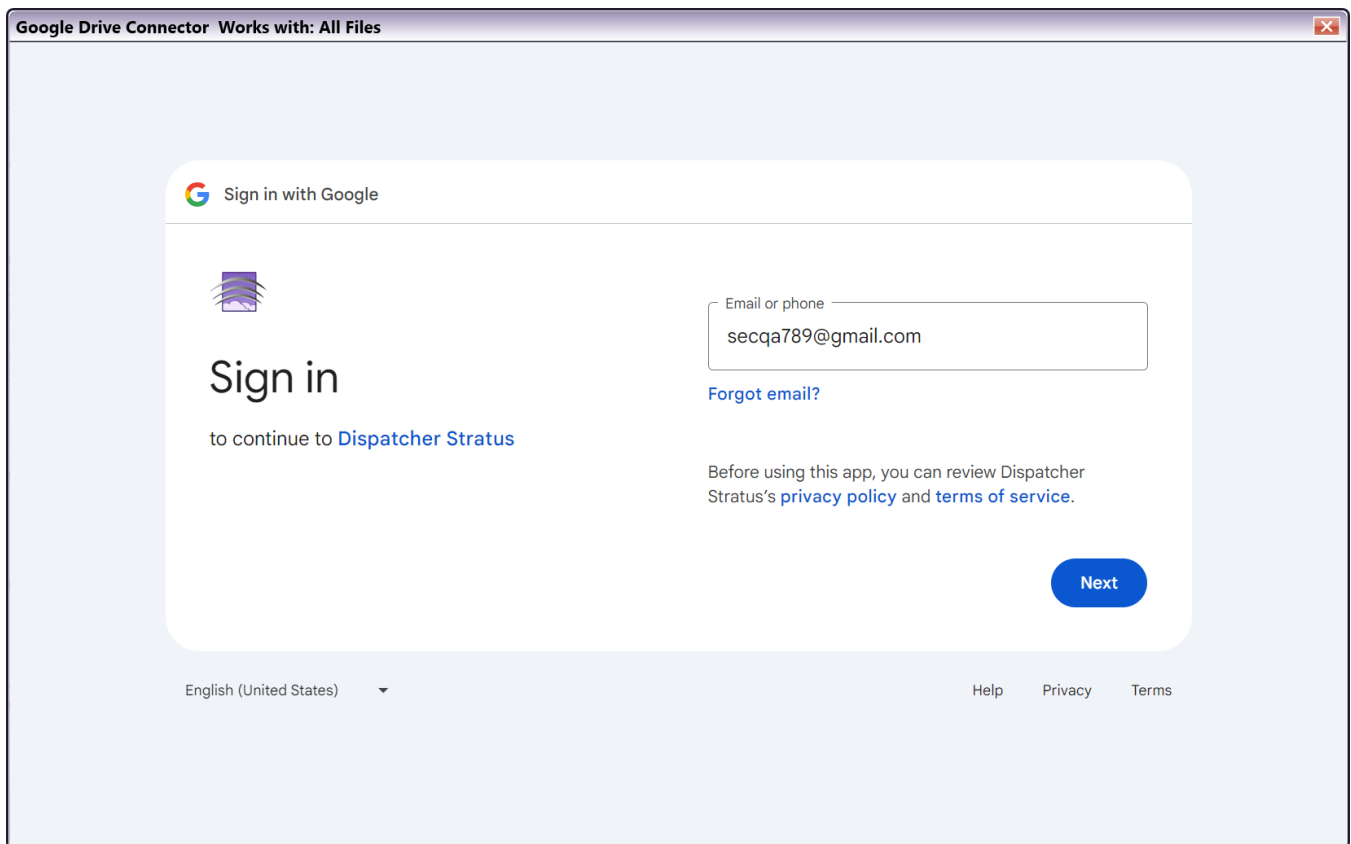 Google Drive Connector Works with: All Files
Sign in with Google
Sign in
to continue to Dispatcher Stratus
Email or phone
secqa789@gmail.com
Forgot email?
Before using this app, you can review Dispatcher
Stratus's privacy policy and terms of service.
Next
English (United States)
Help Privacy Terms